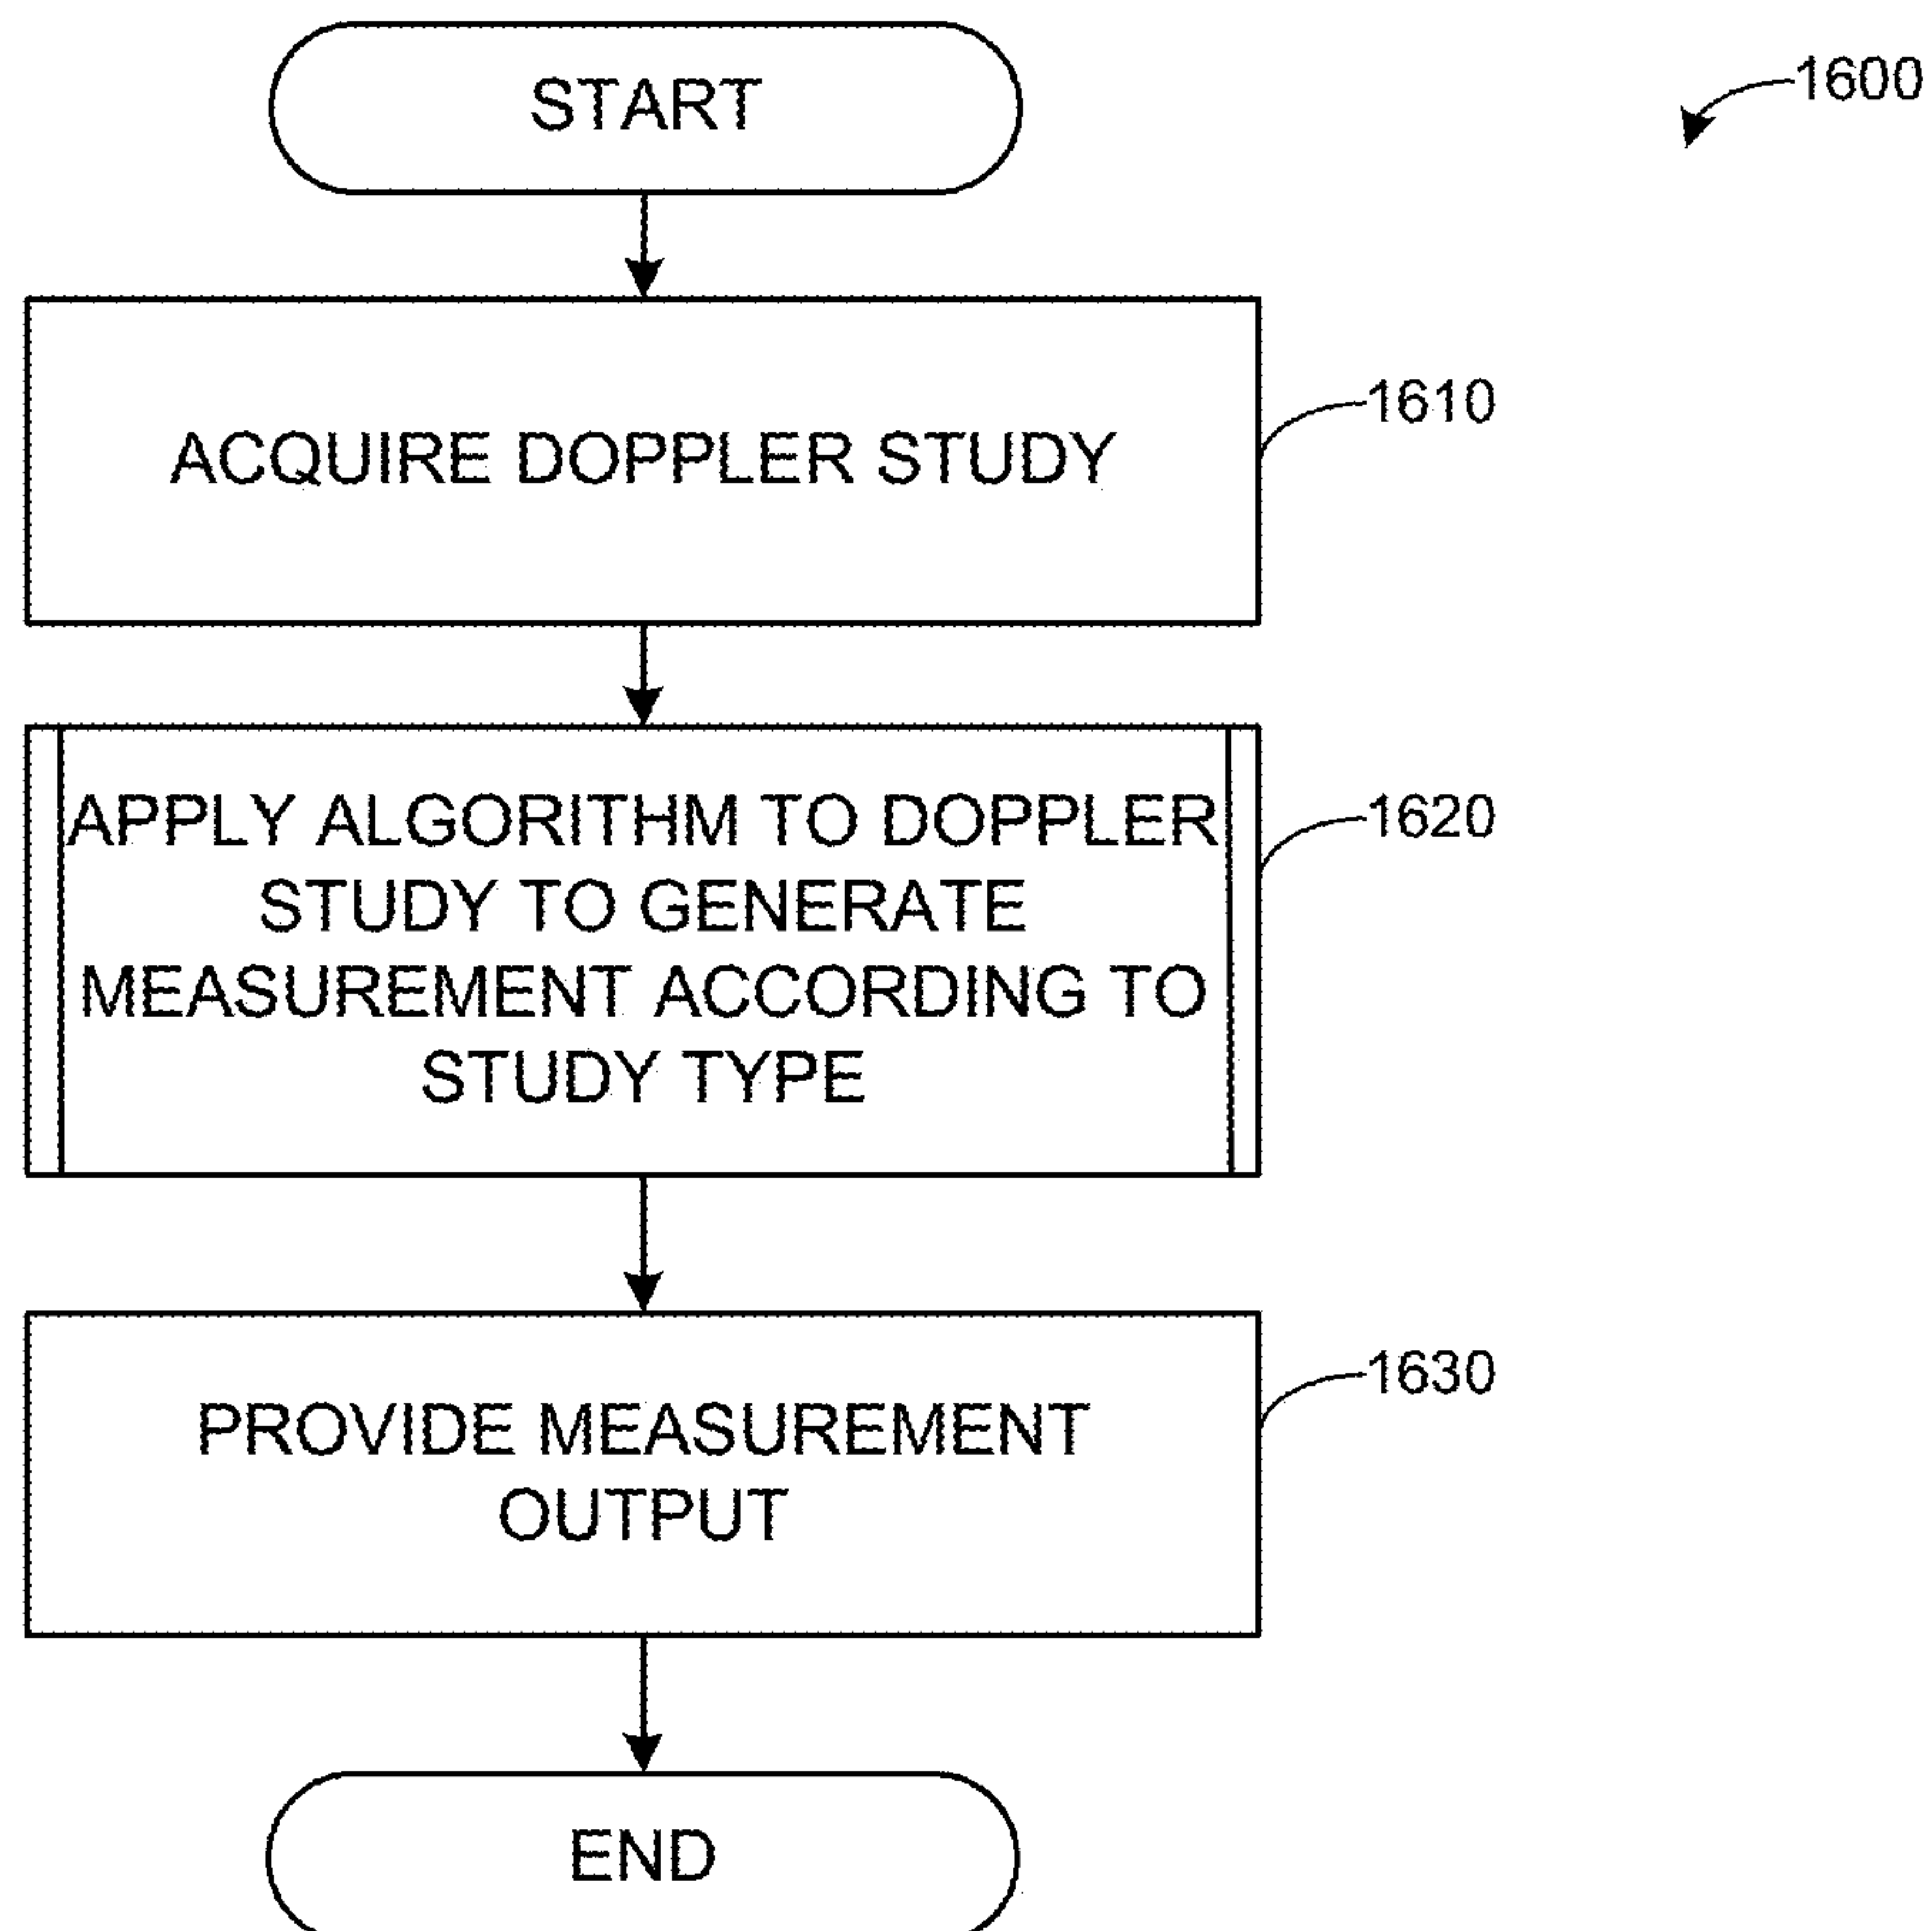 START
1600
ACQUIRE DOPPLER STUDY
1610
APPLY ALGORITHM TO DOPPLER
STUDY TO GENERATE
MEASUREMENT ACCORDING TO
STUDY TYPE
1620
PROVIDE MEASUREMENT
OUTPUT
1630
END